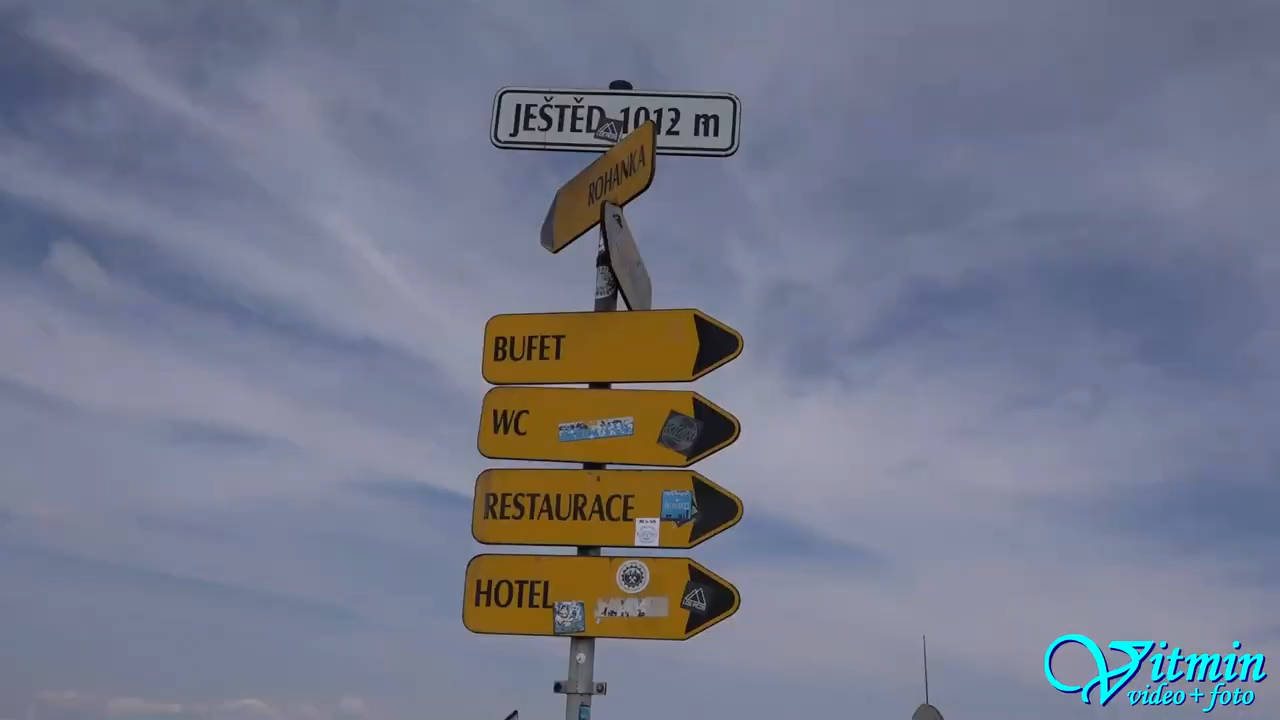 JEŠTĚD 1012 m
ROHANKA
BUFET
WC
RESTAURACE
HOTEL
Vitmin
video+foto